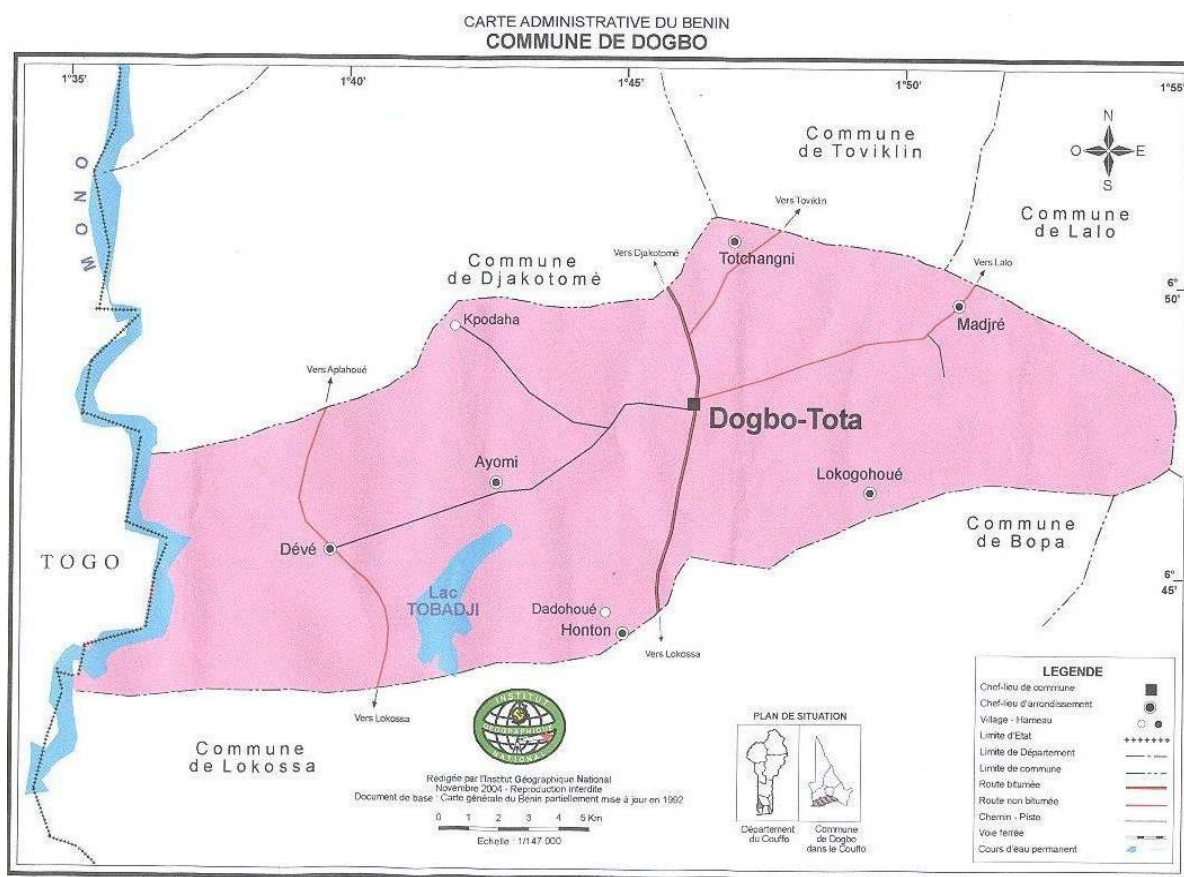 CARTE ADMINISTRATIVE DU BENIN
COMMUNE DE DOGBO
1°35'
1°40'
1°45'
1°50'
1°55'
MONO
Commune
de Toviklin
N
O
E
S
Commune
de Lalo
Vers Toviklin
Totchangni
Vers Djakotomé
Commune
de Djakotomè
Vers Lalo
6°
50'
Madjré
Kpodaha
Vers Aplahoué
Dogbo-Tota
Ayomi
Lokogohoué
Commune
de Bopa
Dévé
TOGO
6°
45'
Lac
TOBADJI
Dadohoué
Honton
Vers Lokossa
Vers Lokossa
Commune
de Lokossa
INSTITUT
GEOGRAPHIQUE
NATIONAL
Rédigée par l'Institut Géographique National
Novembre 2004 - Reproduction interdite
Document de base : Carte générale du Bénin partiellement mise à jour en 1992
0 1 2 3 4 5 Km
Echelle : 1/147 000
PLAN DE SITUATION
Département
du Couffo
Commune
de Dogbo
dans le Couffo
LEGENDE
Chef-lieu de commune
Chef-lieu d'arrondissement
Village - Hameau
Limite d'Etat
Limite de Département
Limite de commune
Route bitumée
Route non bitumée
Chemin - Piste
Voie ferrée
Cours d'eau permanent